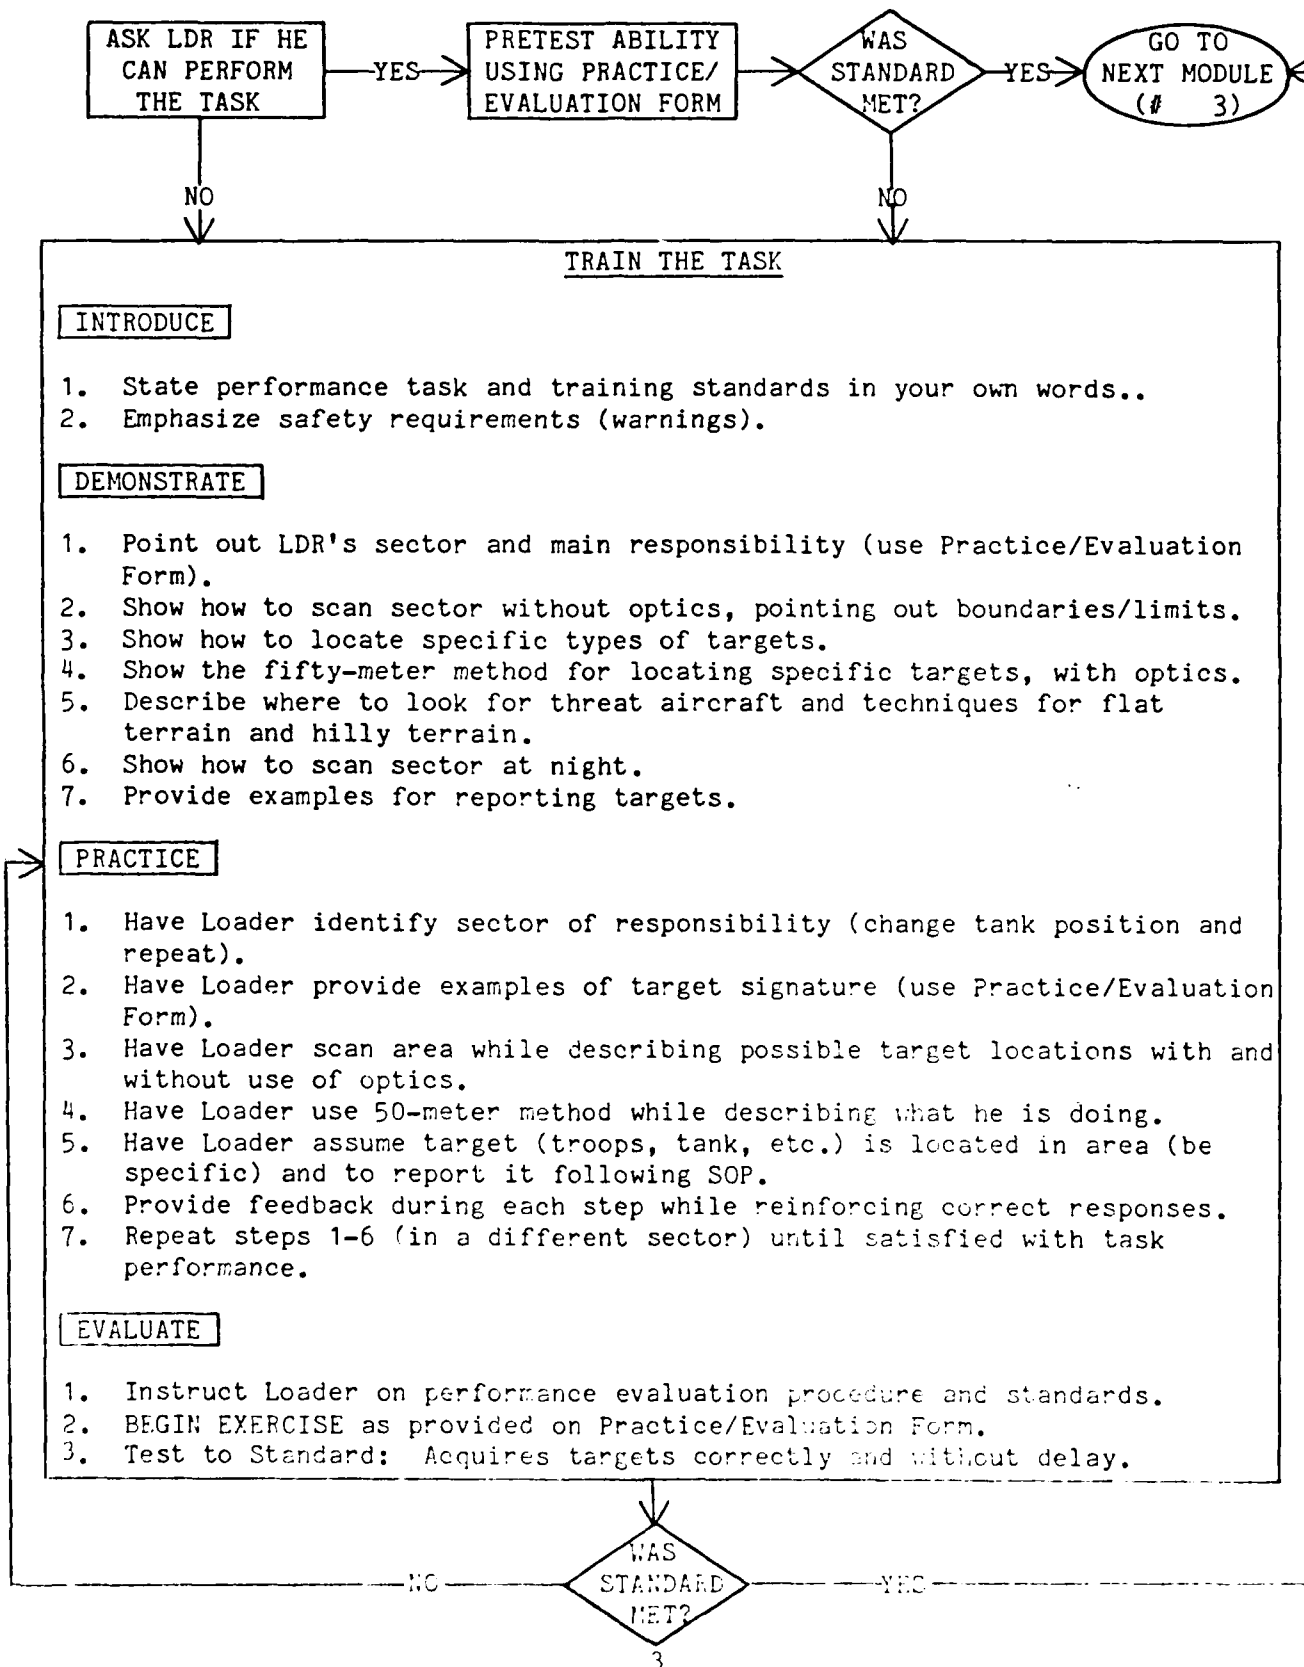 ASK LDR IF HE
CAN PERFORM
THE TASK
YES
PRETEST ABILITY
USING PRACTICE/
EVALUATION FORM
WAS
STANDARD
MET?
YES
GO TO
NEXT MODULE
(# 3)
NO
NO
TRAIN THE TASK
INTRODUCE
1. State performance task and training standards in your own words..
2. Emphasize safety requirements (warnings).
DEMONSTRATE
1. Point out LDR's sector and main responsibility (use Practice/Evaluation
Form).
2. Show how to scan sector without optics, pointing out boundaries/limits.
3. Show how to locate specific types of targets.
4. Show the fifty-meter method for locating specific targets, with optics.
5. Describe where to look for threat aircraft and techniques for flat
terrain and hilly terrain.
6. Show how to scan sector at night.
7. Provide examples for reporting targets.
PRACTICE
1. Have Loader identify sector of responsibility (change tank position and
repeat).
2. Have Loader provide examples of target signature (use Practice/Evaluation
Form).
3. Have Loader scan area while describing possible target locations with and
without use of optics.
4. Have Loader use 50-meter method while describing what he is doing.
5. Have Loader assume target (troops, tank, etc.) is located in area (be
specific) and to report it following SOP.
6. Provide feedback during each step while reinforcing correct responses.
7. Repeat steps 1-6 (in a different sector) until satisfied with task
performance.
EVALUATE
1. Instruct Loader on performance evaluation procedure and standards.
2. BEGIN EXERCISE as provided on Practice/Evaluation Form.
3. Test to Standard: Acquires targets correctly and without delay.
WAS
STANDARD
MET?
NO
YES
3